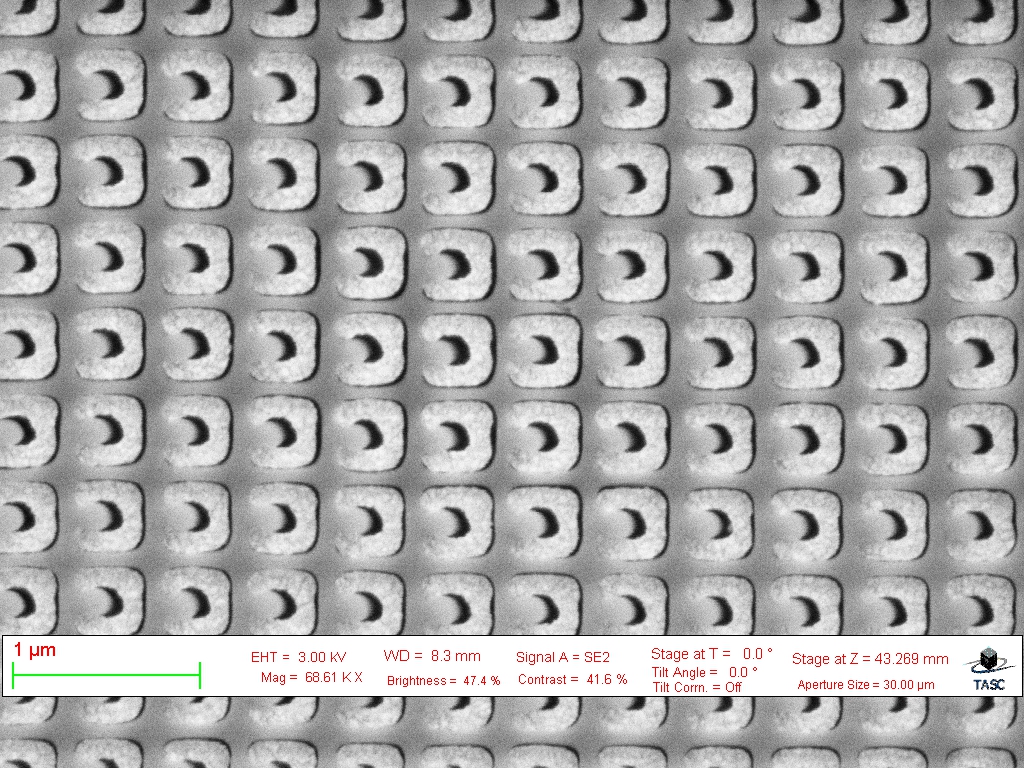 1 µm
EHT = 3.00 kV
Mag = 68.61 K X
WD = 8.3 mm
Brightness = 47.4 %
Signal A = SE2
Contrast = 41.6 %
Stage at T = 0.0 °
Tilt Angle = 0.0 °
Tilt Corrn. = Off
Stage at Z = 43.269 mm
Aperture Size = 30.00 µm
TASC